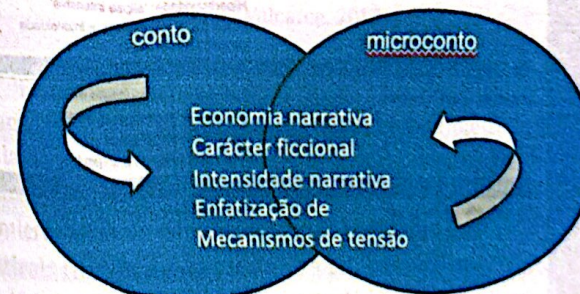 conto
microconto
Economia narrativa
Carácter ficcional
Intensidade narrativa
Enfatização de
Mecanismos de tensão